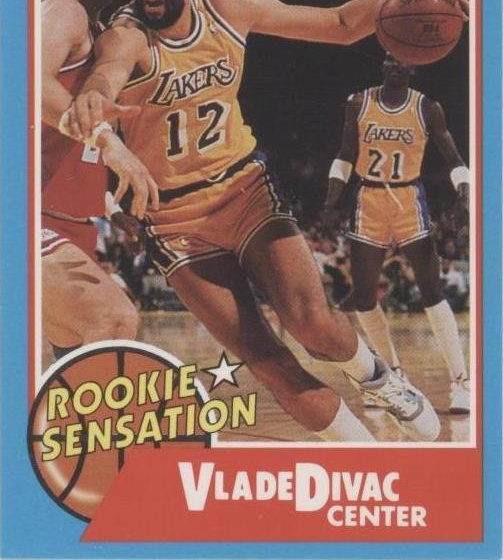 LAKERS
12
LAKERS
21
ROOKIE
SENSATION
VLADE DIVAC
CENTER